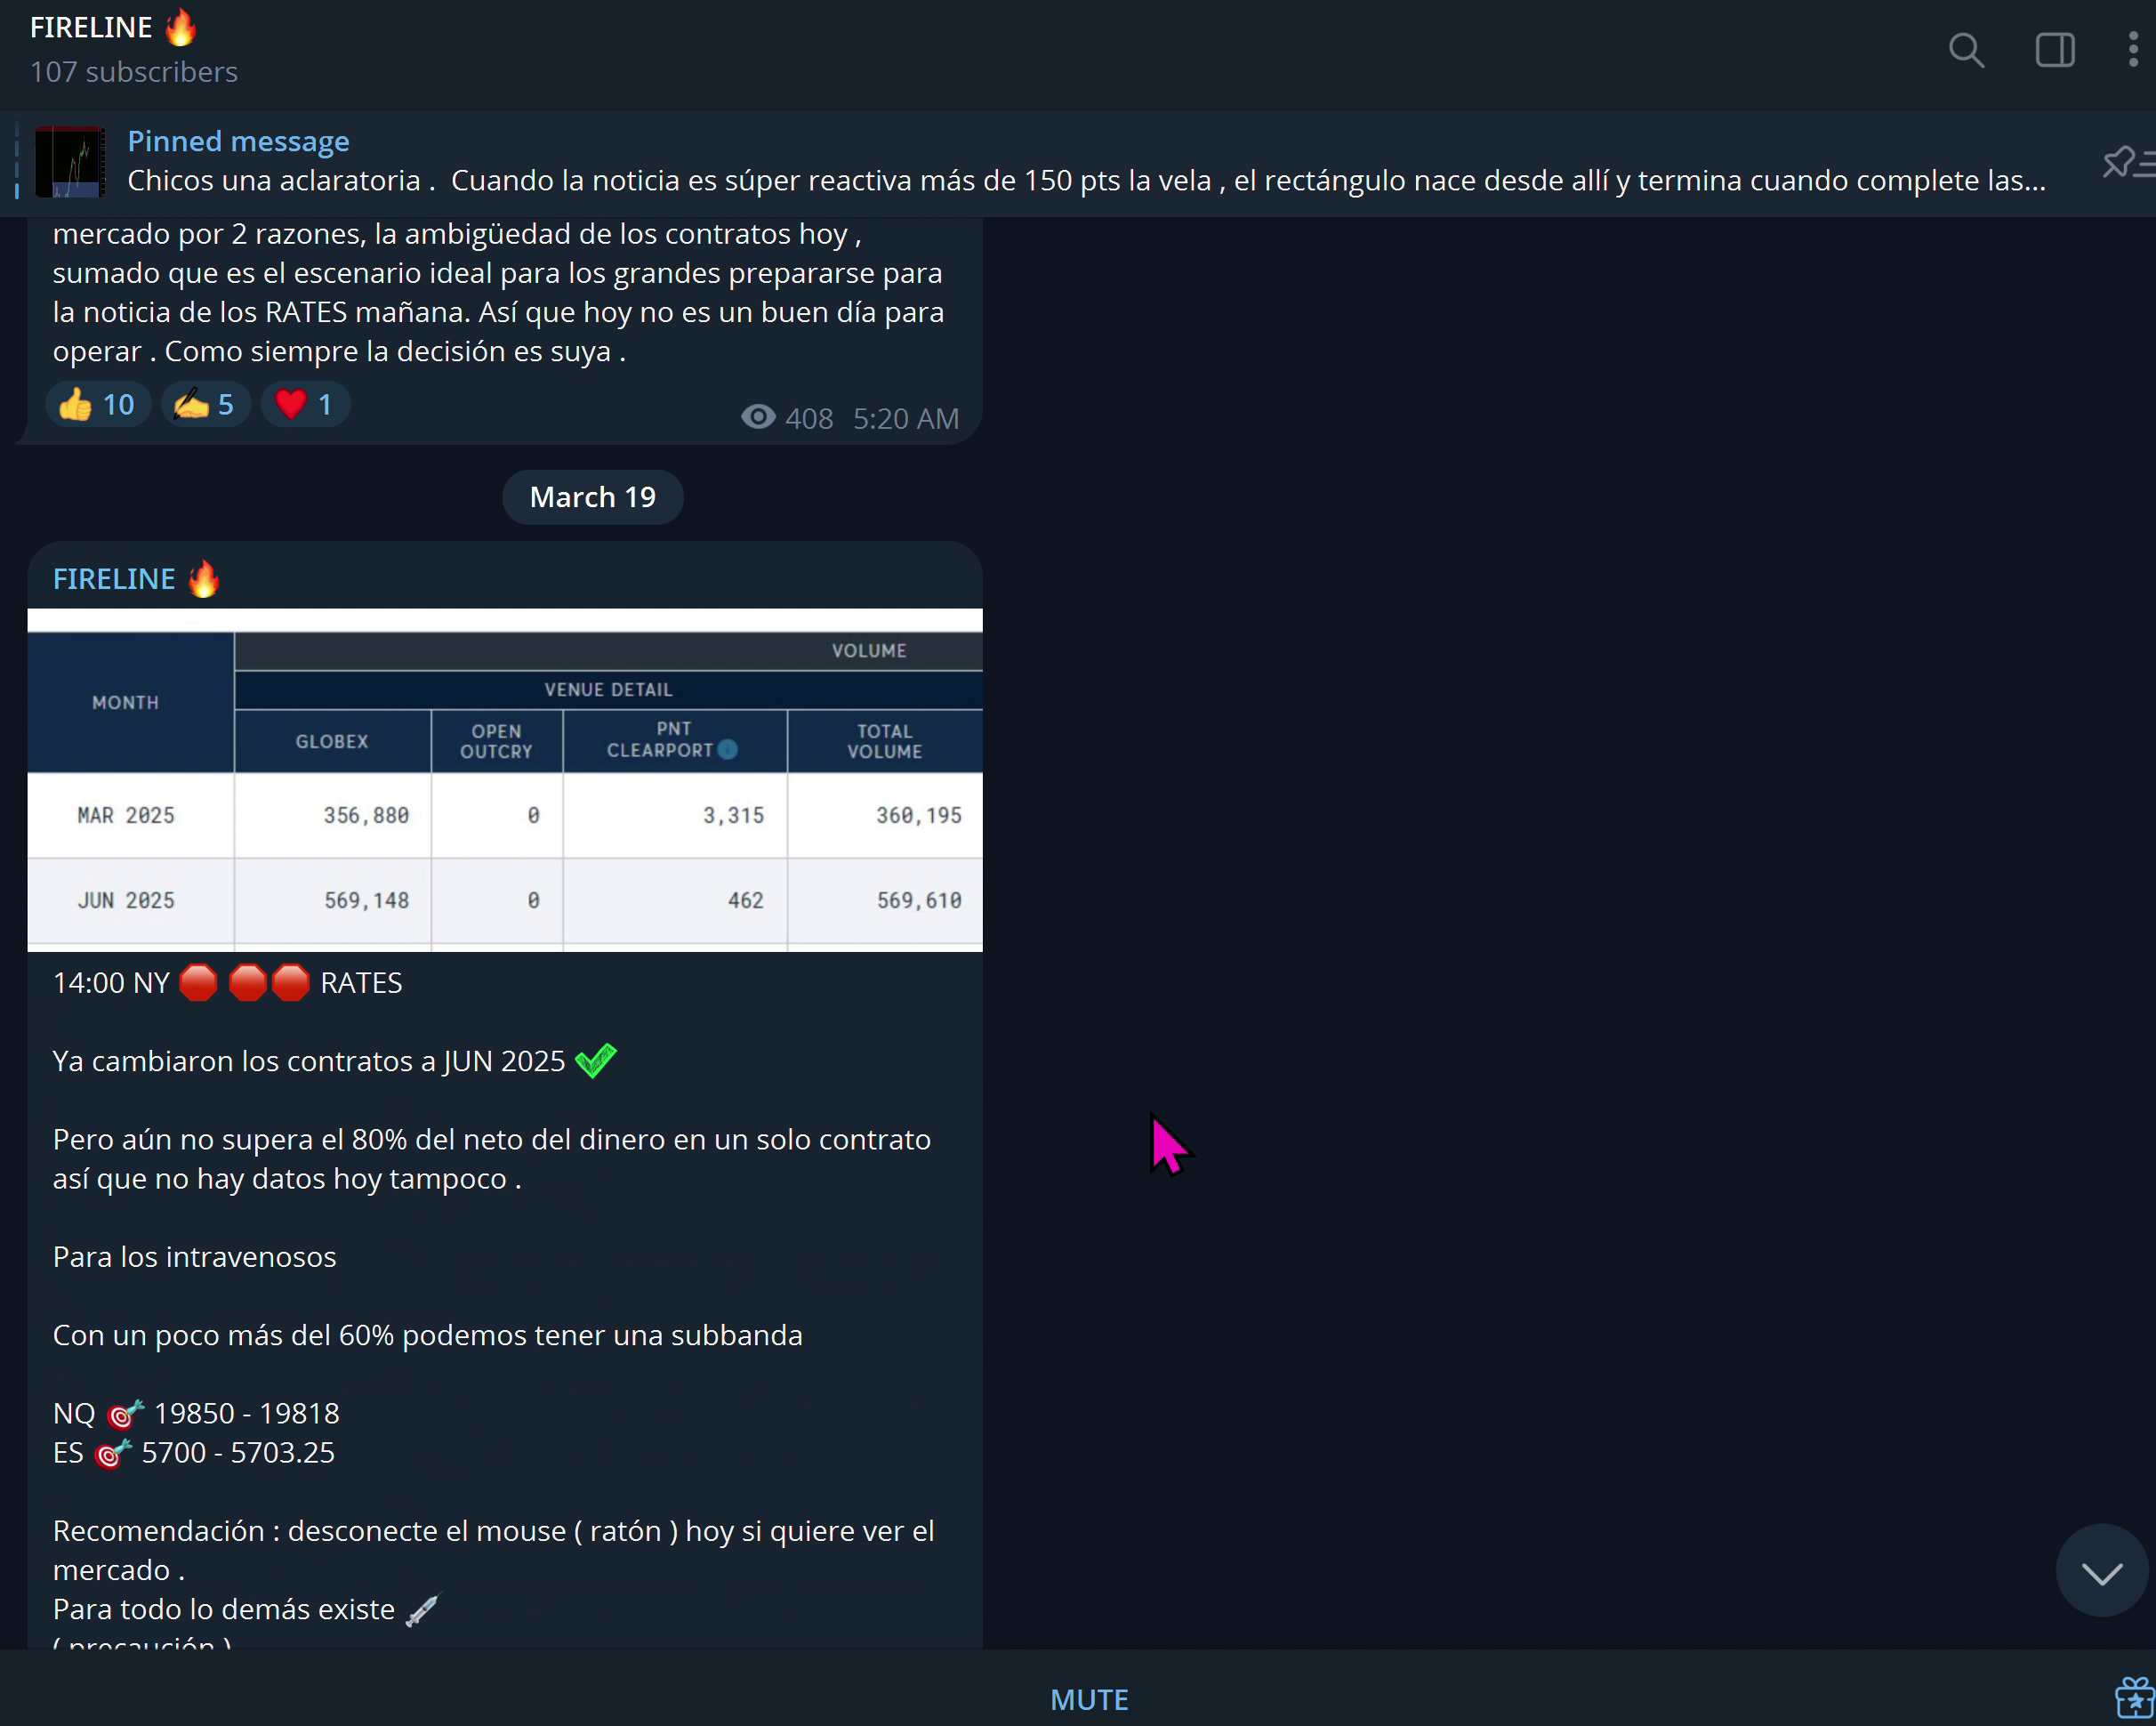 FIRELINE 🔥
107 subscribers
Pinned message
Chicos una aclaratoria .  Cuando la noticia es súper reactiva más de 150 pts la vela , el rectángulo nace desde allí y termina cuando complete las...
mercado por 2 razones, la ambigüedad de los contratos hoy ,
sumado que es el escenario ideal para los grandes prepararse para
la noticia de los RATES mañana. Así que hoy no es un buen día para
operar . Como siempre la decisión es suya .
👍 10 ✍️ 5 ❤️ 1
408 5:20 AM
March 19
FIRELINE 🔥
VOLUME
VENUE DETAIL
MONTH
GLOBEX
OPEN
OUTCRY
PNT
CLEARPORT
TOTAL
VOLUME
MAR 2025 356,880 0 3,315 360,195
JUN 2025 569,148 0 462 569,610
14:00 NY 🛑 🛑🛑 RATES
Ya cambiaron los contratos a JUN 2025 ✅
Pero aún no supera el 80% del neto del dinero en un solo contrato
así que no hay datos hoy tampoco .
Para los intravenosos
Con un poco más del 60% podemos tener una subbanda
NQ 🎯 19850 - 19818
ES 🎯 5700 - 5703.25
Recomendación : desconecte el mouse ( ratón ) hoy si quiere ver el
mercado .
Para todo lo demás existe 💉
( precaución )
MUTE